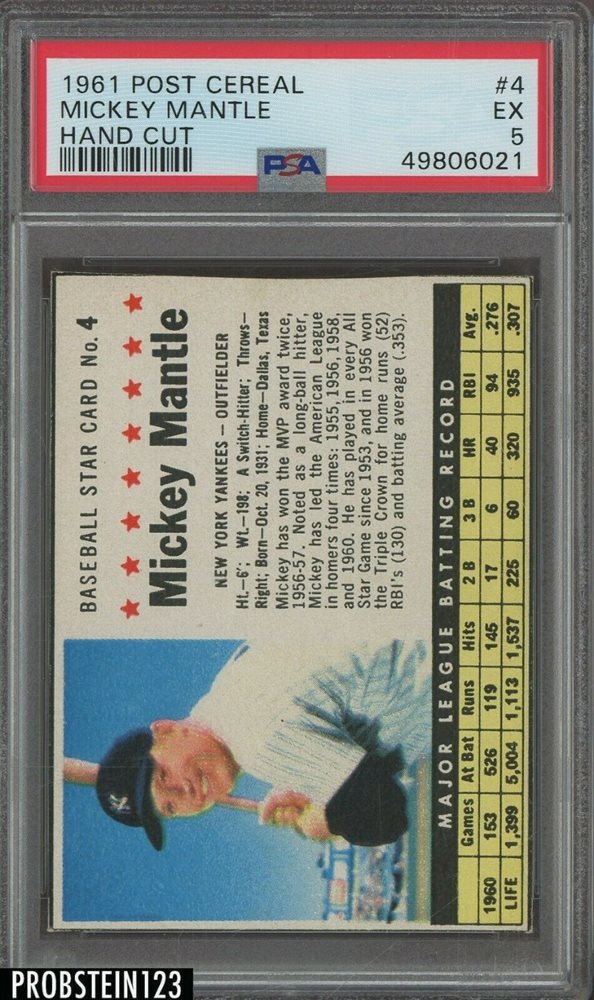 1961 POST CEREAL #4
MICKEY MANTLE EX
HAND CUT 5
PSA 49806021
BASEBALL STAR CARD No. 4
Mickey Mantle
NEW YORK YANKEES – OUTFIELDER
Ht.–6'; Wt.–198; A Switch-Hitter; Throws–
Right; Born–Oct. 20, 1931; Home–Dallas, Texas
Mickey has won the MVP award twice,
1956-57. Noted as a long-ball hitter,
Mickey has led the American League
in homers four times: 1955, 1956, 1958,
and 1960. He has played in every All
Star Game since 1953, and in 1956 won
the Triple Crown for home runs (52)
RBI's (130) and batting average (.353).
MAJOR LEAGUE BATTING RECORD
Games At Bat Runs Hits 2 B 3 B HR RBI Avg.
1960 153 526 119 145 17 6 40 94 .276
LIFE 1,399 5,004 1,113 1,537 225 60 320 935 .307
NY
PROBSTEIN123